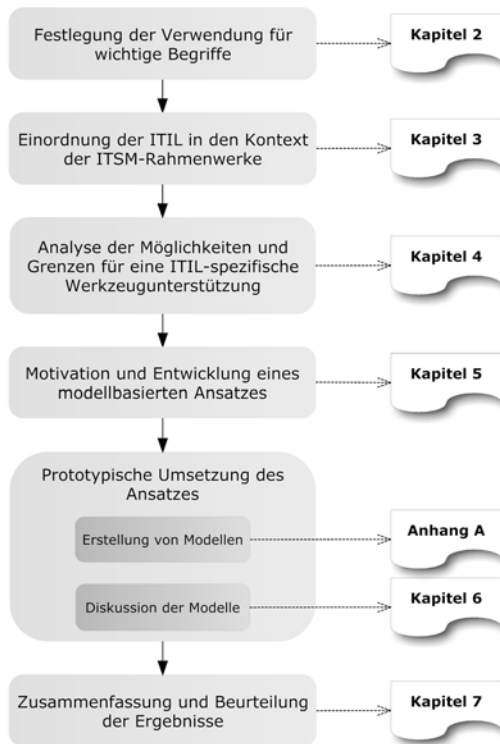 Festlegung der Verwendung für
wichtige Begriffe
Kapitel 2
Einordnung der ITIL in den Kontext
der ITSM-Rahmenwerke
Kapitel 3
Analyse der Möglichkeiten und
Grenzen für eine ITIL-spezifische
Werkzeugunterstützung
Kapitel 4
Motivation und Entwicklung eines
modellbasierten Ansatzes
Kapitel 5
Prototypische Umsetzung des
Ansatzes
Erstellung von Modellen
Anhang A
Diskussion der Modelle
Kapitel 6
Zusammenfassung und Beurteilung
der Ergebnisse
Kapitel 7